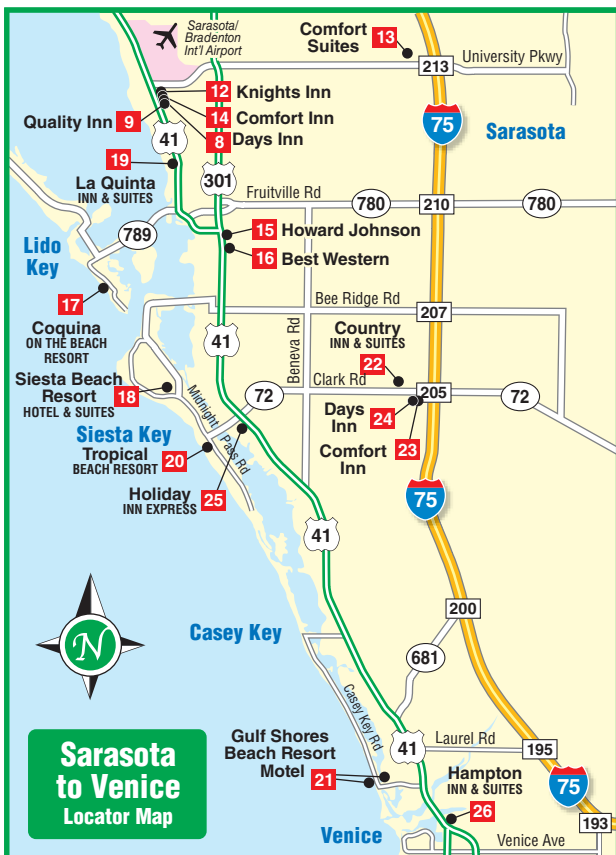 Sarasota/
Bradenton
Int'l Airport
Comfort
Suites
13
University Pkwy
213
12 Knights Inn
14 Comfort Inn
Quality Inn 9
8 Days Inn
41
75
Sarasota
19
La Quinta
INN & SUITES
301
Fruitville Rd
780
210
780
789
15 Howard Johnson
16 Best Western
Lido
Key
17
Coquina
ON THE BEACH
RESORT
Bee Ridge Rd
207
41
Beneva Rd
Country
INN & SUITES
22
Siesta Beach
Resort
HOTEL & SUITES
18
Midnight
Pass Rd
72
Clark Rd
205
72
Days
Inn
24
Comfort
Inn
23
Siesta Key
Tropical
BEACH RESORT
20
Holiday
INN EXPRESS
25
75
41
200
Casey Key
N
681
Casey Key Rd
Gulf Shores
Beach Resort
Motel
21
41
Laurel Rd
195
Hampton
INN & SUITES
26
75
193
Sarasota
to Venice
Locator Map
Venice
Venice Ave